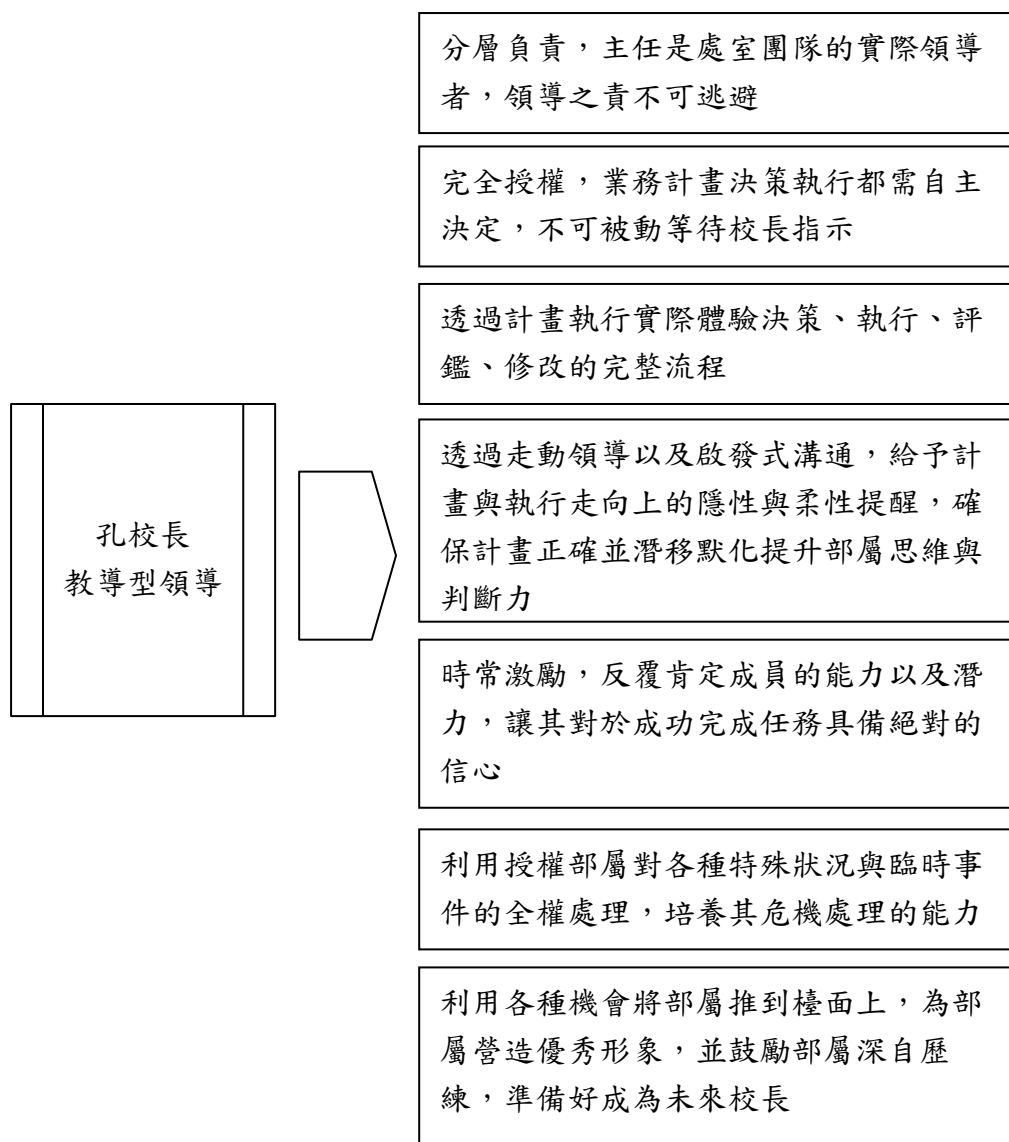 分層負責，主任是處室團隊的實際領導
者，領導之責不可逃避
完全授權，業務計畫決策執行都需自主
決定，不可被動等待校長指示
透過計畫執行實際體驗決策、執行、評
鑑、修改的完整流程
孔校長
教導型領導
透過走動領導以及啟發式溝通，給予計
畫與執行走向上的隱性與柔性提醒，確
保計畫正確並潛移默化提升部屬思維與
判斷力
時常激勵，反覆肯定成員的能力以及潛
力，讓其對於成功完成任務具備絕對的
信心
利用授權部屬對各種特殊狀況與臨時事
件的全權處理，培養其危機處理的能力
利用各種機會將部屬推到檯面上，為部
屬營造優秀形象，並鼓勵部屬深自歷
練，準備好成為未來校長